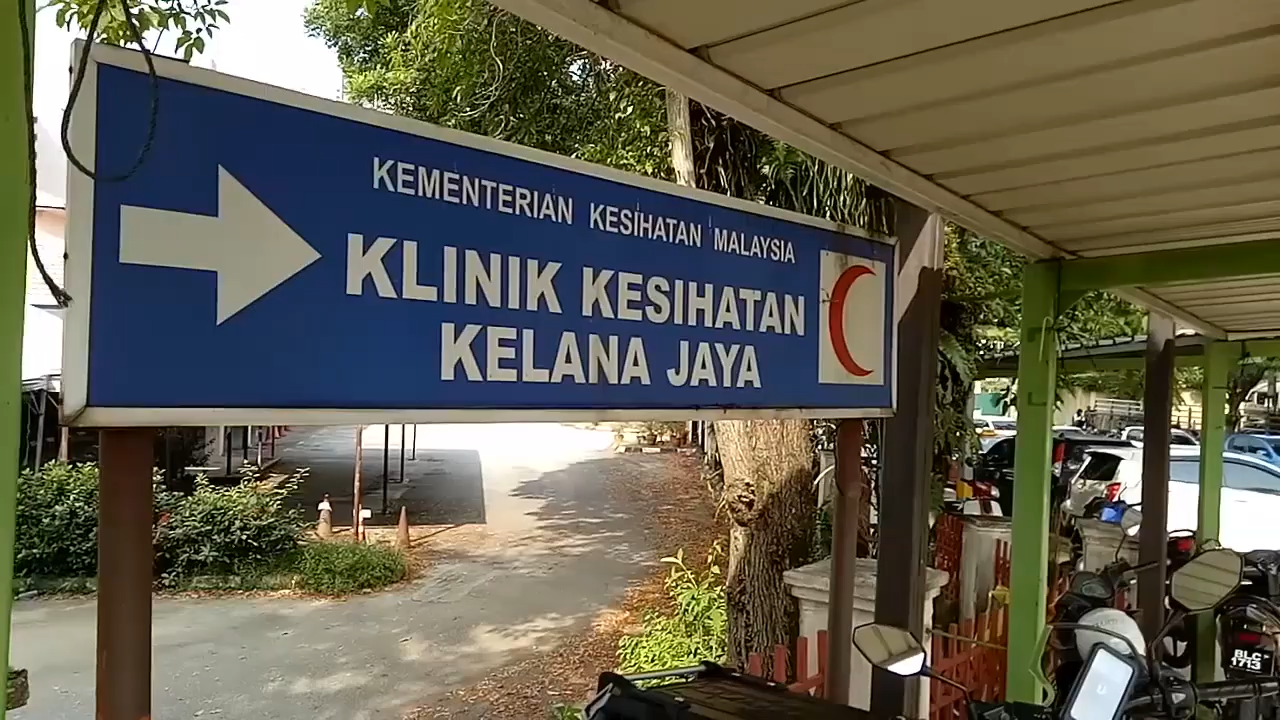 KEMENTERIAN KESIHATAN MALAYSIA
KLINIK KESIHATAN
KELANA JAYA
BLC
1713